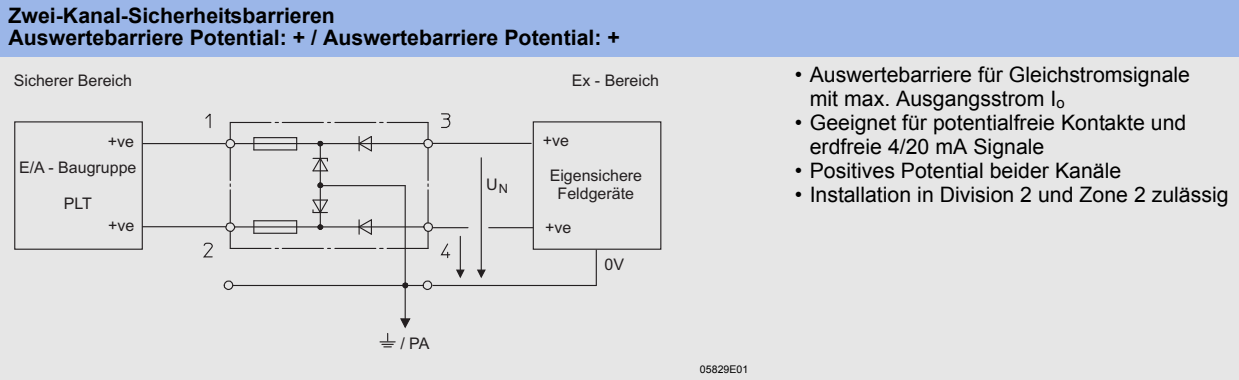 Zwei-Kanal-Sicherheitsbarrieren
Auswertebarriere Potential: + / Auswertebarriere Potential: +
Sicherer Bereich
Ex - Bereich
1
3
+ve
+ve
E/A - Baugruppe
PLT
Eigensichere
Feldgeräte
UN
+ve
+ve
2
4
0V
/ PA
05829E01
• Auswertebarriere für Gleichstromsignale
mit max. Ausgangsstrom Io
• Geeignet für potentialfreie Kontakte und
erdfreie 4/20 mA Signale
• Positives Potential beider Kanäle
• Installation in Division 2 und Zone 2 zulässig